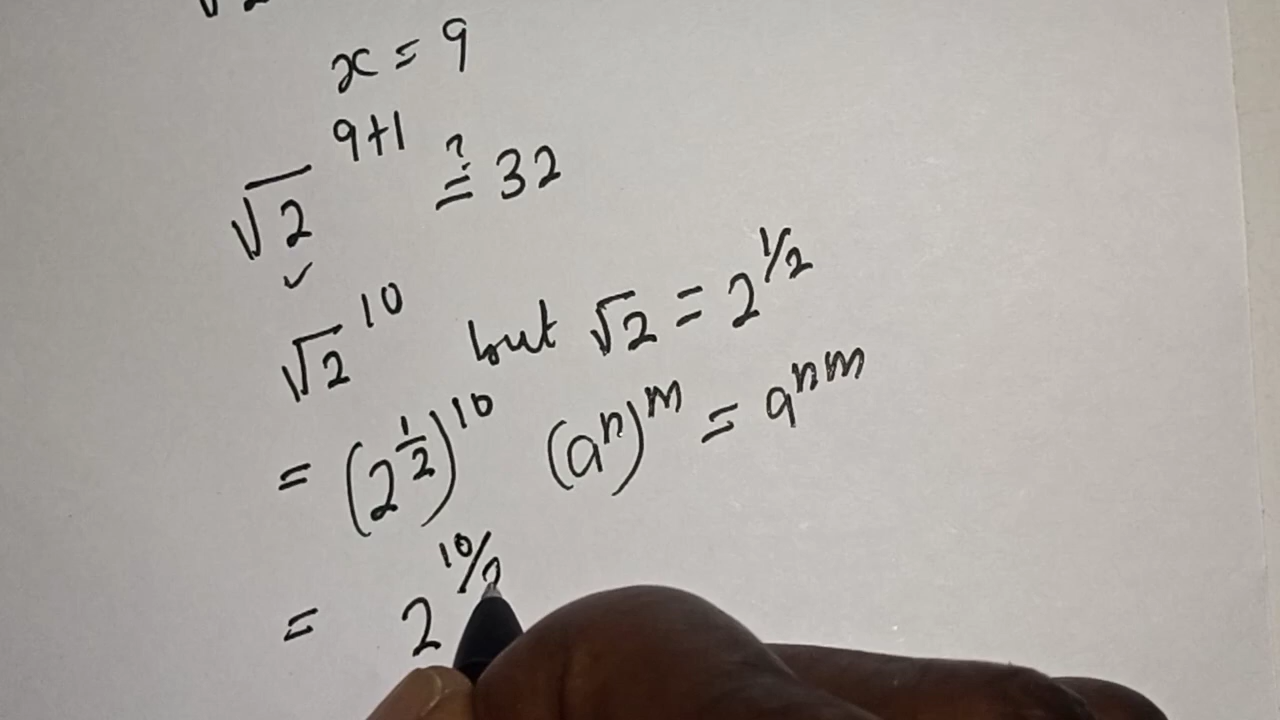 x = 9
√2^(9+1) ≟ 32
✓
√2^10 but √2 = 2^(1/2)
= (2^(1/2))^10 (a^n)^m = a^(nm)
= 2^(10/2)